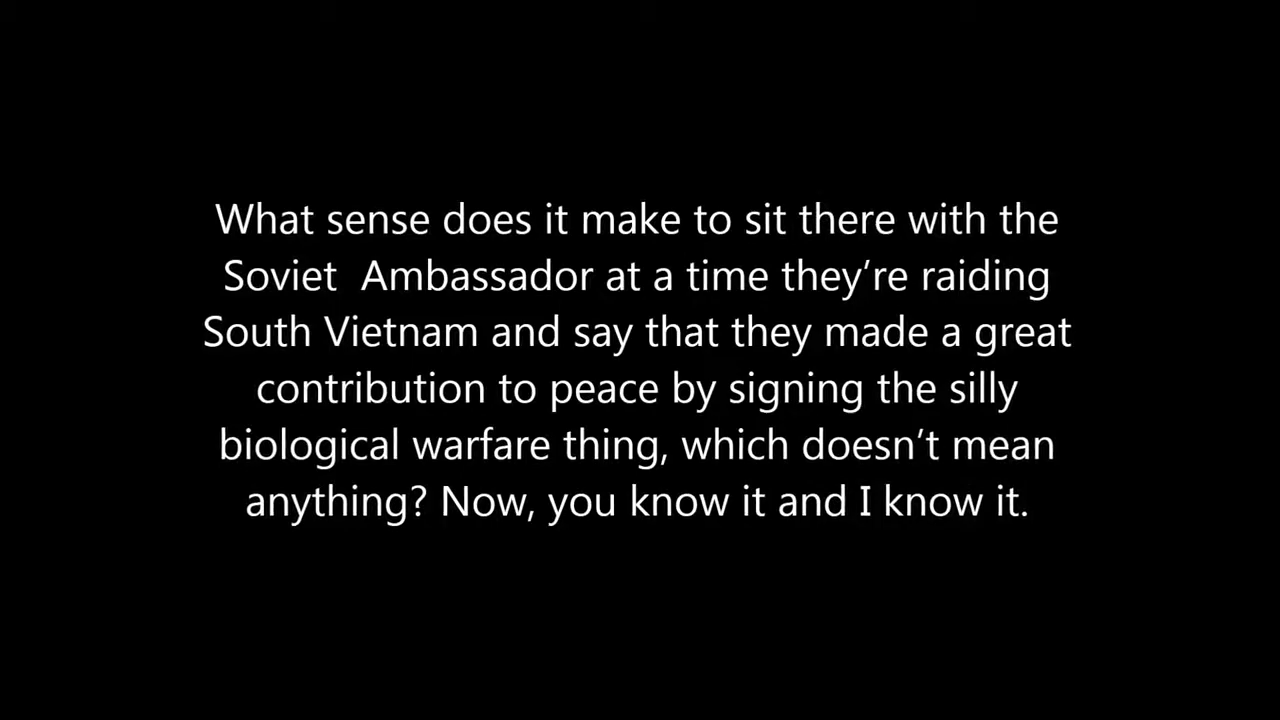 What sense does it make to sit there with the
Soviet  Ambassador at a time they’re raiding
South Vietnam and say that they made a great
contribution to peace by signing the silly
biological warfare thing, which doesn’t mean
anything? Now, you know it and I know it.